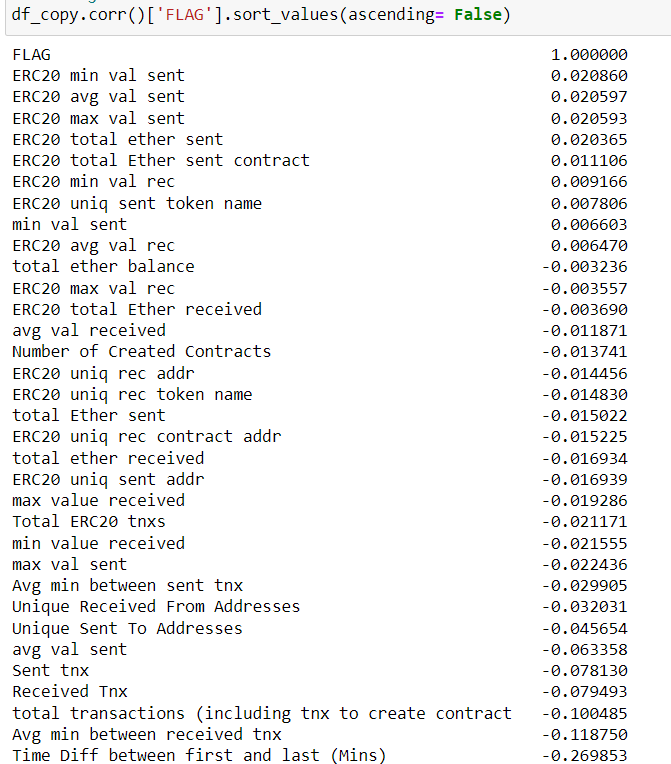 df_copy.corr()['FLAG'].sort_values(ascending= False)
FLAG 1.000000
ERC20 min val sent 0.020860
ERC20 avg val sent 0.020597
ERC20 max val sent 0.020593
ERC20 total ether sent 0.020365
ERC20 total Ether sent contract 0.011106
ERC20 min val rec 0.009166
ERC20 uniq sent token name 0.007806
min val sent 0.006603
ERC20 avg val rec 0.006470
total ether balance -0.003236
ERC20 max val rec -0.003557
ERC20 total Ether received -0.003690
avg val received -0.011871
Number of Created Contracts -0.013741
ERC20 uniq rec addr -0.014456
ERC20 uniq rec token name -0.014830
total Ether sent -0.015022
ERC20 uniq rec contract addr -0.015225
total ether received -0.016934
ERC20 uniq sent addr -0.016939
max value received -0.019286
Total ERC20 tnxs -0.021171
min value received -0.021555
max val sent -0.022436
Avg min between sent tnx -0.029905
Unique Received From Addresses -0.032031
Unique Sent To Addresses -0.045654
avg val sent -0.063358
Sent tnx -0.078130
Received Tnx -0.079493
total transactions (including tnx to create contract -0.100485
Avg min between received tnx -0.118750
Time Diff between first and last (Mins) -0.269853